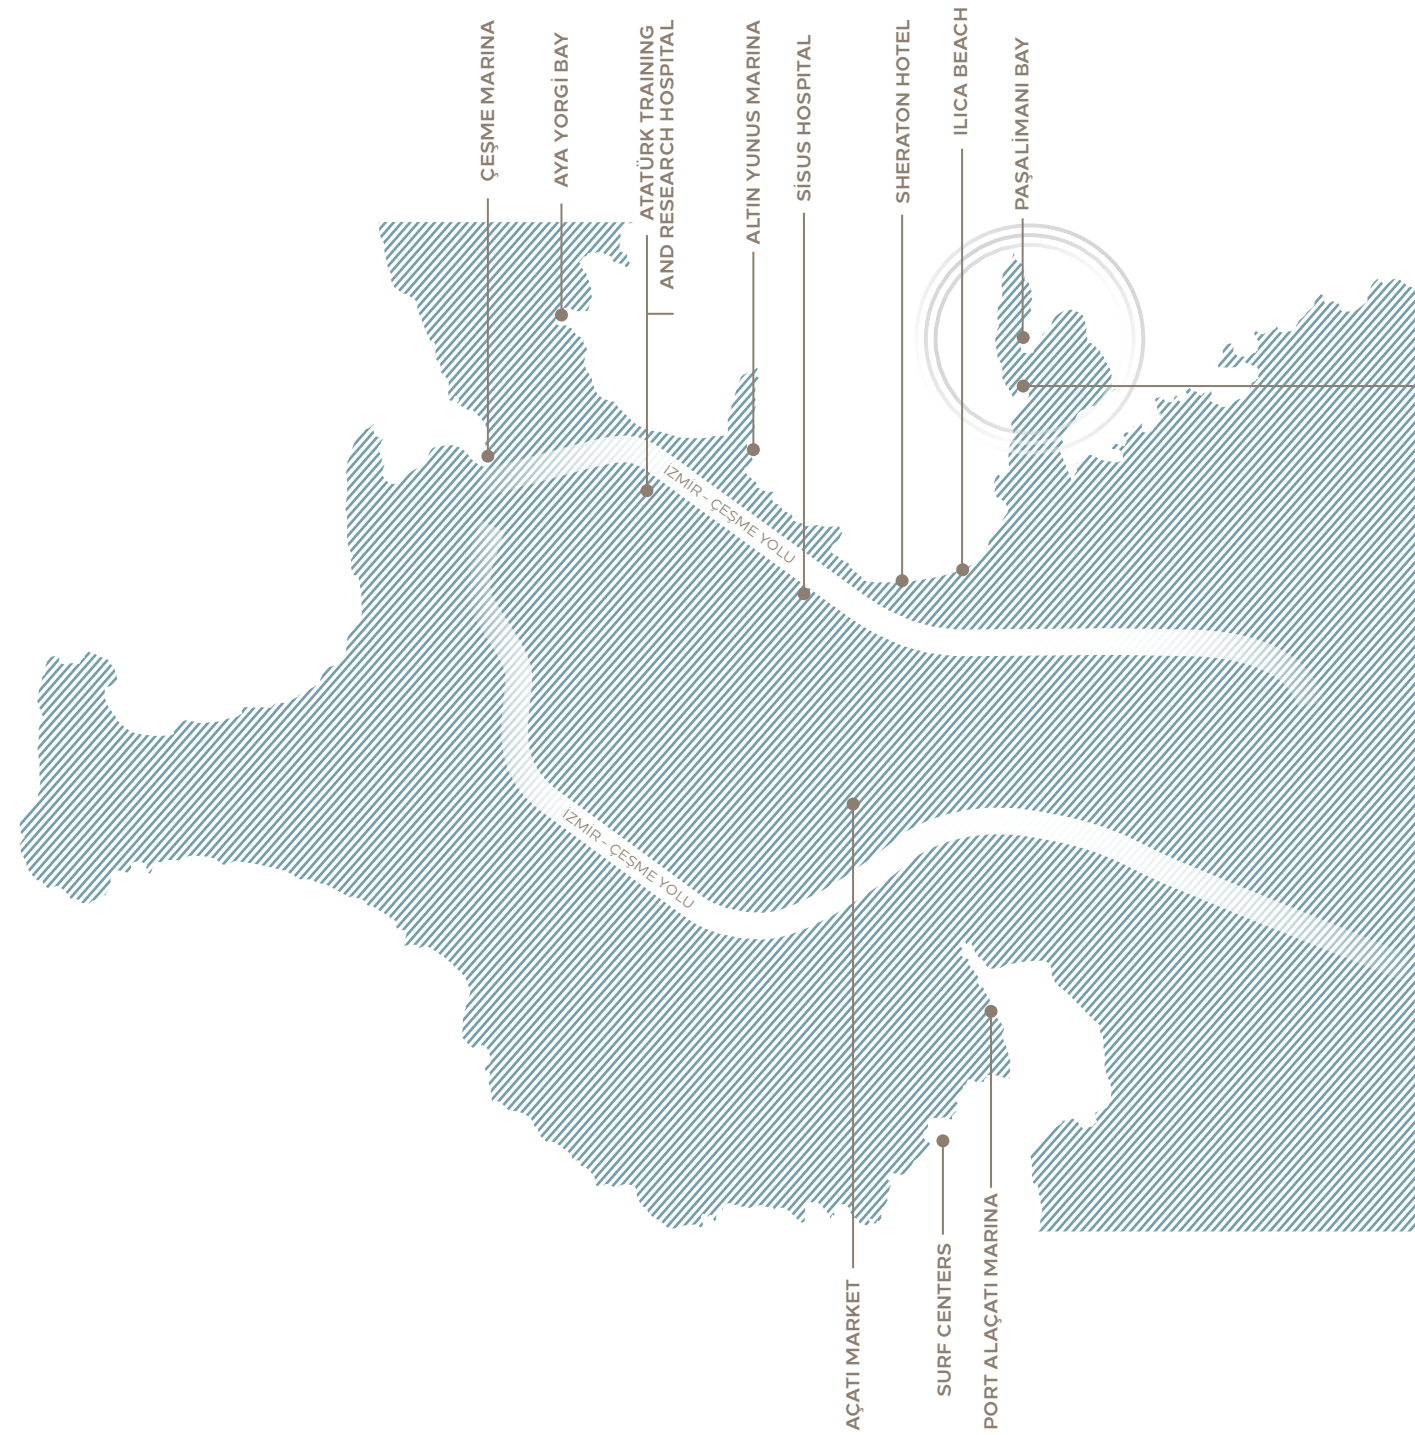 ÇEŞME MARINA
AYA YORGİ BAY
ATATÜRK TRAINING
AND RESEARCH HOSPITAL
ALTIN YUNUS MARINA
SİSUS HOSPITAL
SHERATON HOTEL
ILICA BEACH
PAŞALİMANI BAY
İZMİR - ÇEŞME YOLU
İZMİR - ÇEŞME YOLU
AÇATI MARKET
SURF CENTERS
PORT ALAÇATI MARINA